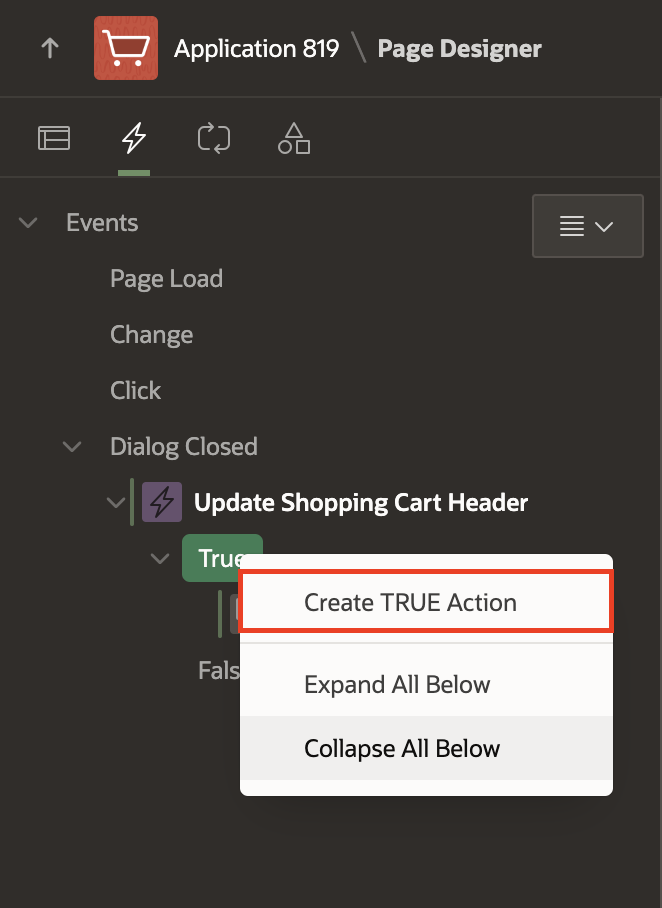 Application 819 \ Page Designer
Events
Page Load
Change
Click
Dialog Closed
Update Shopping Cart Header
True
Create TRUE Action
Fals
Expand All Below
Collapse All Below